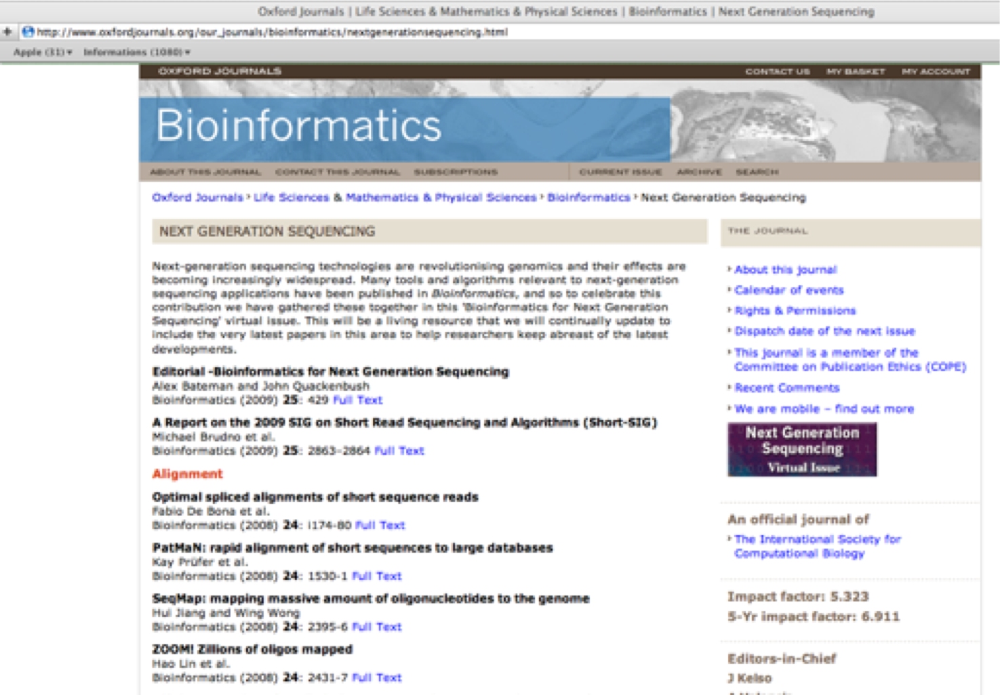 Oxford Journals | Life Sciences & Mathematics & Physical Sciences | Bioinformatics | Next Generation Sequencing
+ http://www.oxfordjournals.org/our_journals/bioinformatics/nextgenerationsequencing.html
Apple (31)▾ Informations (1080)▾
OXFORD JOURNALS CONTACT US MY BASKET MY ACCOUNT
Bioinformatics
ABOUT THIS JOURNAL CONTACT THIS JOURNAL SUBSCRIPTIONS CURRENT ISSUE ARCHIVE SEARCH
Oxford Journals > Life Sciences & Mathematics & Physical Sciences > Bioinformatics > Next Generation Sequencing
NEXT GENERATION SEQUENCING
Next-generation sequencing technologies are revolutionising genomics and their effects are
becoming increasingly widespread. Many tools and algorithms relevant to next-generation
sequencing applications have been published in Bioinformatics, and so to celebrate this
contribution we have gathered these together in this 'Bioinformatics for Next Generation
Sequencing' virtual issue. This will be a living resource that we will continually update to
include the very latest papers in this area to help researchers keep abreast of the latest
developments.
Editorial -Bioinformatics for Next Generation Sequencing
Alex Bateman and John Quackenbush
Bioinformatics (2009) 25: 429 Full Text
A Report on the 2009 SIG on Short Read Sequencing and Algorithms (Short-SIG)
Michael Brudno et al.
Bioinformatics (2009) 25: 2863-2864 Full Text
Alignment
Optimal spliced alignments of short sequence reads
Fabio De Bona et al.
Bioinformatics (2008) 24: i174-80 Full Text
PatMaN: rapid alignment of short sequences to large databases
Kay Prüfer et al.
Bioinformatics (2008) 24: 1530-1 Full Text
SeqMap: mapping massive amount of oligonucleotides to the genome
Hui Jiang and Wing Wong
Bioinformatics (2008) 24: 2395-6 Full Text
ZOOM! Zillions of oligos mapped
Hao Lin et al.
Bioinformatics (2008) 24: 2431-7 Full Text
THE JOURNAL
About this journal
Calendar of events
Rights & Permissions
Dispatch date of the next issue
This journal is a member of the
Committee on Publication Ethics (COPE)
Recent Comments
We are mobile – find out more
Next Generation
Sequencing
Virtual Issue
An official journal of
The International Society for
Computational Biology
Impact factor: 5.323
5-Yr impact factor: 6.911
Editors-in-Chief
J Kelso